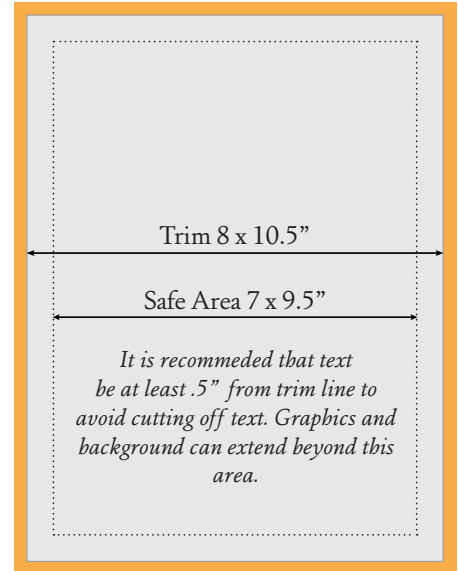 Trim 8 x 10.5”
Safe Area 7 x 9.5”
It is recommeded that text
be at least .5” from trim line to
avoid cutting off text. Graphics and
background can extend beyond this
area.